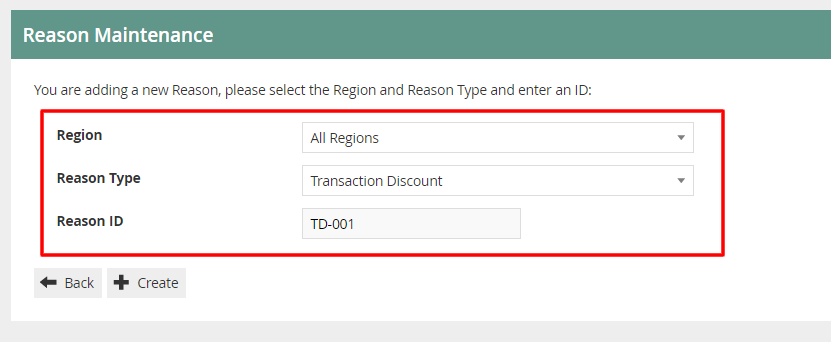 Reason Maintenance
You are adding a new Reason, please select the Region and Reason Type and enter an ID:
Region All Regions
Reason Type Transaction Discount
Reason ID TD-001
Back Create